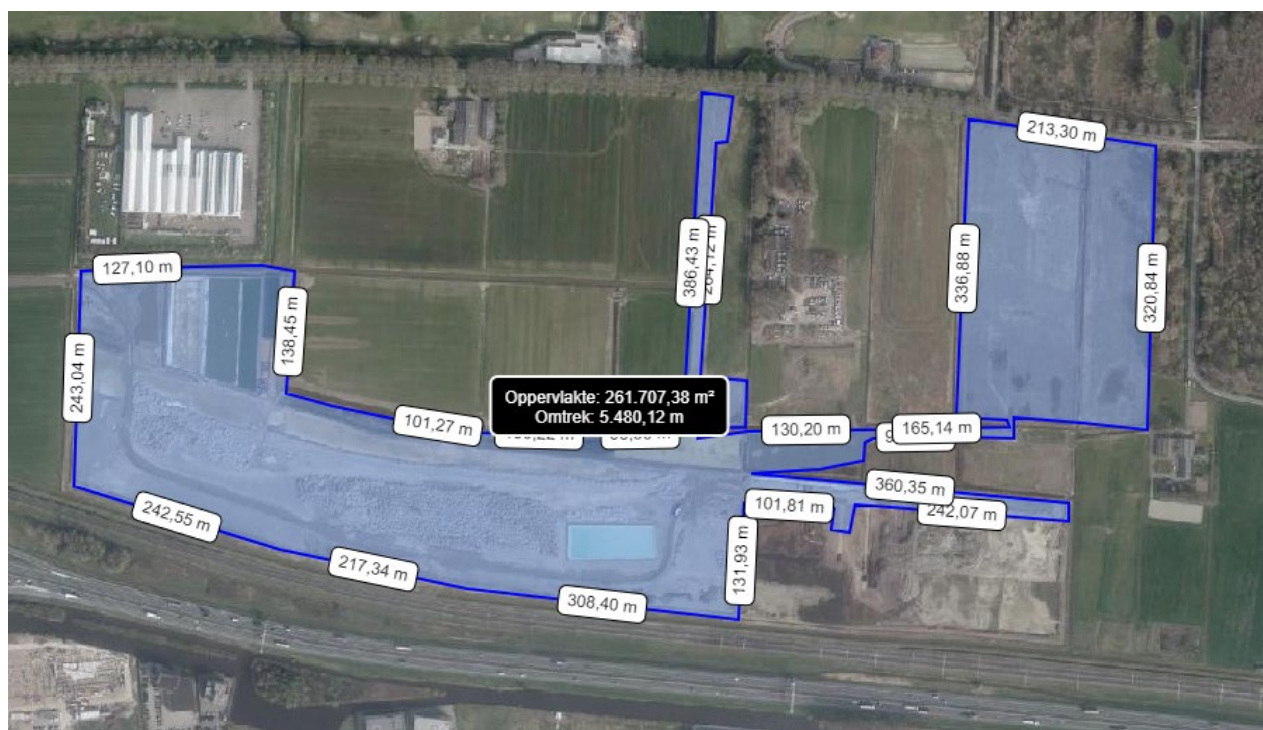 213,30 m
386,43 m
336,88 m
320,84 m
127,10 m
138,45 m
243,04 m
Oppervlakte: 261.707,38 m²
Omtrek: 5.480,12 m
101,27 m
130,20 m
165,14 m
360,35 m
101,81 m
242,07 m
242,55 m
131,93 m
217,34 m
308,40 m